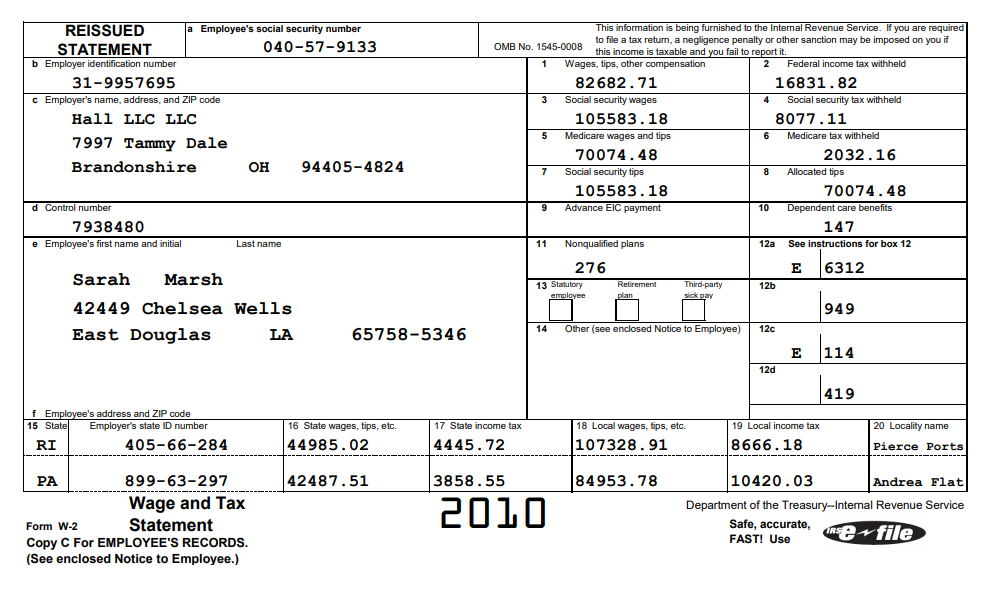 REISSUED STATEMENT
a Employee's social security number
040-57-9133
OMB No. 1545-0008
This information is being furnished to the Internal Revenue Service. If you are required
to file a tax return, a negligence penalty or other sanction may be imposed on you if
this income is taxable and you fail to report it.
b Employer identification number
31-9957695
1 Wages, tips, other compensation
82682.71
2 Federal income tax withheld
16831.82
c Employer's name, address, and ZIP code
Hall LLC LLC
7997 Tammy Dale
Brandonshire OH 94405-4824
3 Social security wages
105583.18
4 Social security tax withheld
8077.11
5 Medicare wages and tips
70074.48
6 Medicare tax withheld
2032.16
7 Social security tips
105583.18
8 Allocated tips
70074.48
d Control number
7938480
9 Advance EIC payment
10 Dependent care benefits
147
e Employee's first name and initial Last name
Sarah Marsh
42449 Chelsea Wells
East Douglas LA 65758-5346
11 Nonqualified plans
276
12a See instructions for box 12
E 6312
13 Statutory employee
Retirement plan
Third-party sick pay
12b
949
14 Other (see enclosed Notice to Employee)
12c
E 114
12d
419
f Employee's address and ZIP code
15 State Employer's state ID number 16 State wages, tips, etc. 17 State income tax 18 Local wages, tips, etc. 19 Local income tax 20 Locality name
RI 405-66-284 44985.02 4445.72 107328.91 8666.18 Pierce Ports
PA 899-63-297 42487.51 3858.55 84953.78 10420.03 Andrea Flat
Form W-2 Wage and Tax Statement
2010
Department of the Treasury--Internal Revenue Service
Copy C For EMPLOYEE'S RECORDS.
(See enclosed Notice to Employee.)
Safe, accurate,
FAST! Use
IRS e-file